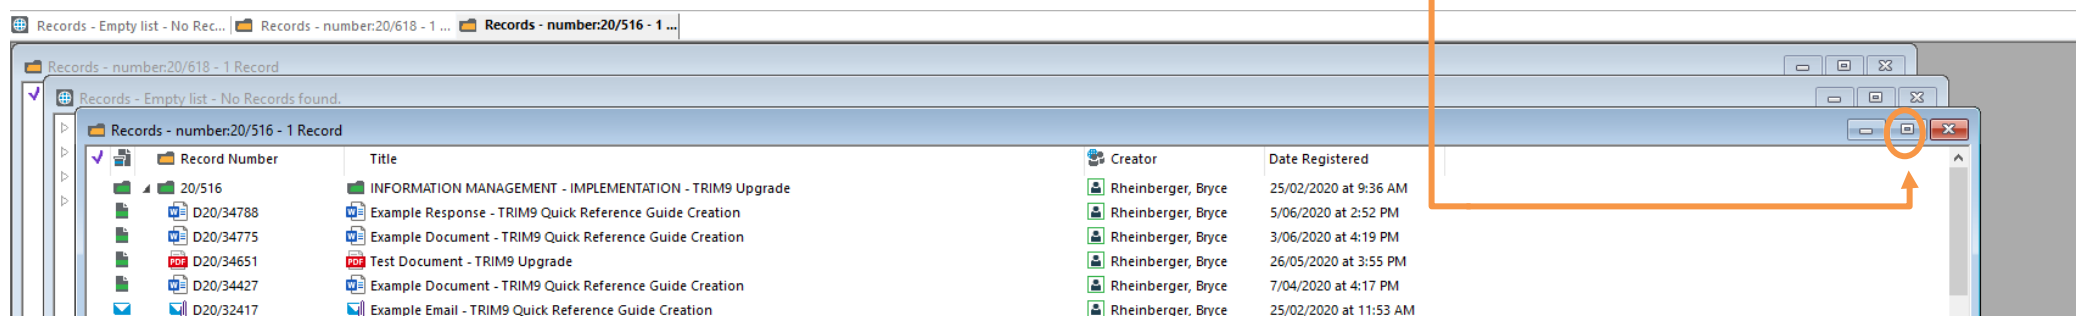 Records - Empty list - No Rec... Records - number:20/618 - 1 ... Records - number:20/516 - 1 ...
Records - number:20/618 - 1 Record
Records - Empty list - No Records found.
Records - number:20/516 - 1 Record
Record Number Title Creator Date Registered
20/516 INFORMATION MANAGEMENT - IMPLEMENTATION - TRIM9 Upgrade Rheinberger, Bryce 25/02/2020 at 9:36 AM
D20/34788 Example Response - TRIM9 Quick Reference Guide Creation Rheinberger, Bryce 5/06/2020 at 2:52 PM
D20/34775 Example Document - TRIM9 Quick Reference Guide Creation Rheinberger, Bryce 3/06/2020 at 4:19 PM
PDF D20/34651 PDF Test Document - TRIM9 Upgrade Rheinberger, Bryce 26/05/2020 at 3:55 PM
D20/34427 Example Document - TRIM9 Quick Reference Guide Creation Rheinberger, Bryce 7/04/2020 at 4:17 PM
D20/32417 Example Email - TRIM9 Quick Reference Guide Creation Rheinberger, Bryce 25/02/2020 at 11:53 AM